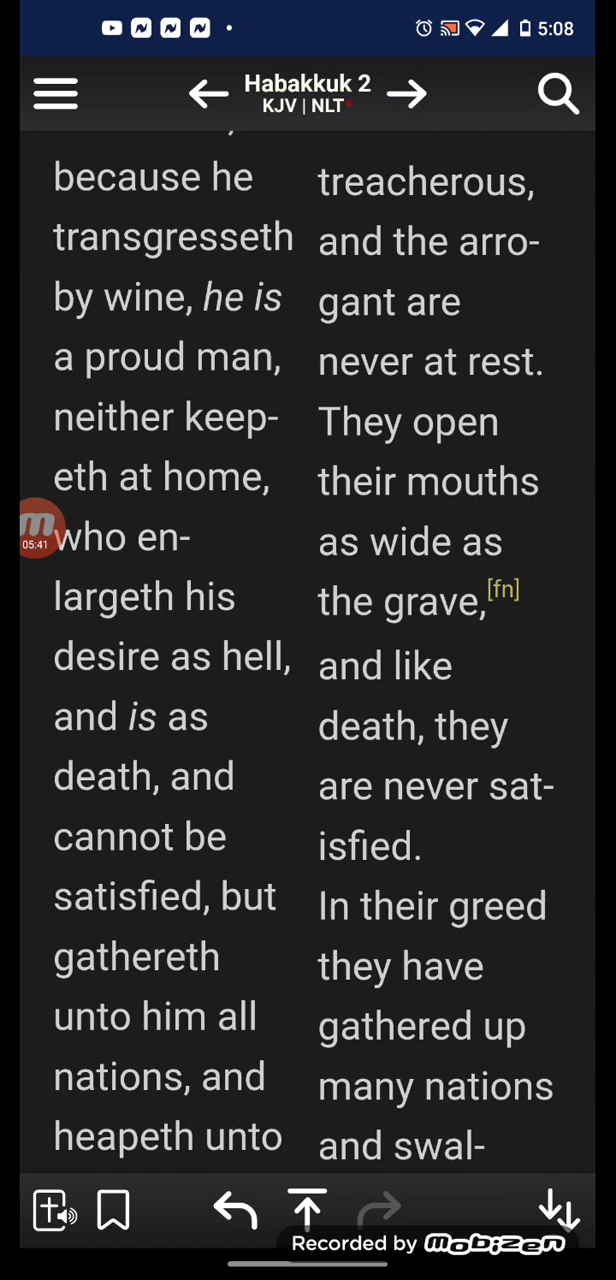 5:08
Habakkuk 2
KJV | NLT*
because he
transgresseth
by wine, he is
a proud man,
neither keep-
eth at home,
who en-
largeth his
desire as hell,
and is as
death, and
cannot be
satisfied, but
gathereth
unto him all
nations, and
heapeth unto
treacherous,
and the arro-
gant are
never at rest.
They open
their mouths
as wide as
the grave,[fn]
and like
death, they
are never sat-
isfied.
In their greed
they have
gathered up
many nations
and swal-
05:41
Recorded by mobizen